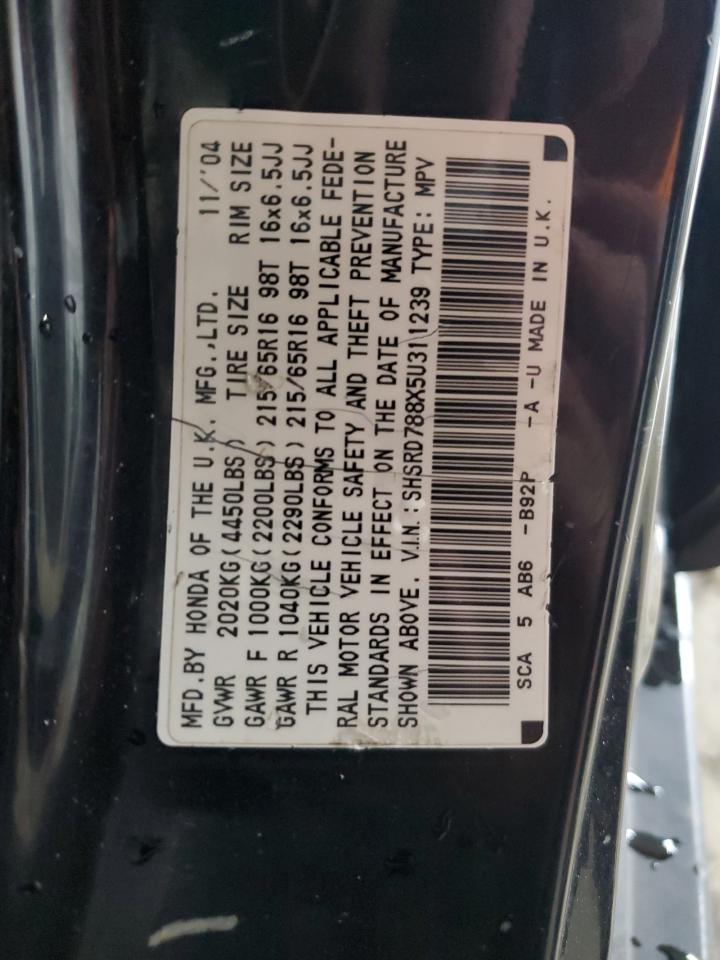 MFD.BY HONDA OF THE U.K. MFG.,LTD. 11/'04
GVWR 2020KG(4450LBS) TIRE SIZE RIM SIZE
GAWR F 1000KG(2200LBS) 215/65R16 98T 16x6.5JJ
GAWR R 1040KG(2290LBS) 215/65R16 98T 16x6.5JJ
THIS VEHICLE CONFORMS TO ALL APPLICABLE FEDE-
RAL MOTOR VEHICLE SAFETY AND THEFT PREVENTION
STANDARDS IN EFFECT ON THE DATE OF MANUFACTURE
SHOWN ABOVE. V.I.N.:SHSRD788X5U311239 TYPE: MPV
SCA 5 AB6 -B92P -A -U MADE IN U.K.